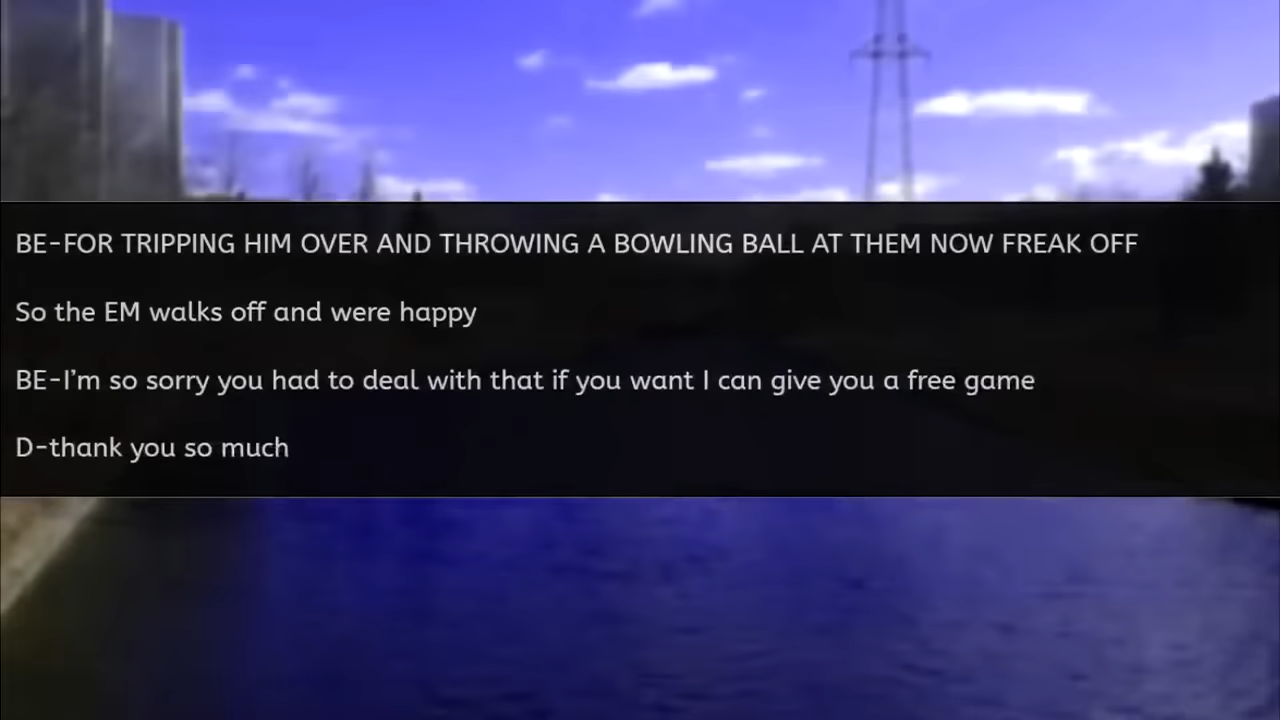 BE-FOR TRIPPING HIM OVER AND THROWING A BOWLING BALL AT THEM NOW FREAK OFF
So the EM walks off and were happy
BE-I’m so sorry you had to deal with that if you want I can give you a free game
D-thank you so much